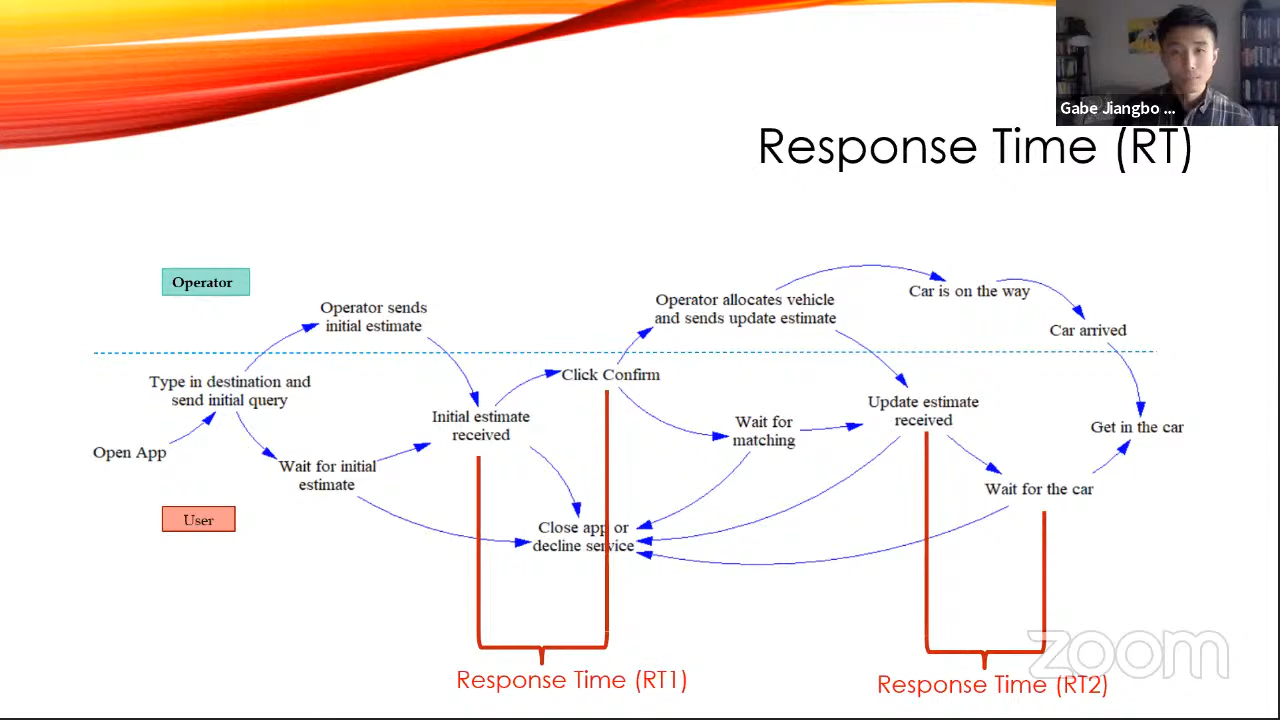 Gabe Jiangbo ...
Response Time (RT)
Operator
Operator sends
initial estimate
Operator allocates vehicle
and sends update estimate
Car is on the way
Car arrived
Type in destination and
send initial query
Click Confirm
Initial estimate
received
Wait for
matching
Update estimate
received
Get in the car
Open App
Wait for initial
estimate
Wait for the car
User
Close app or
decline service
Response Time (RT1)
Response Time (RT2)
zoom